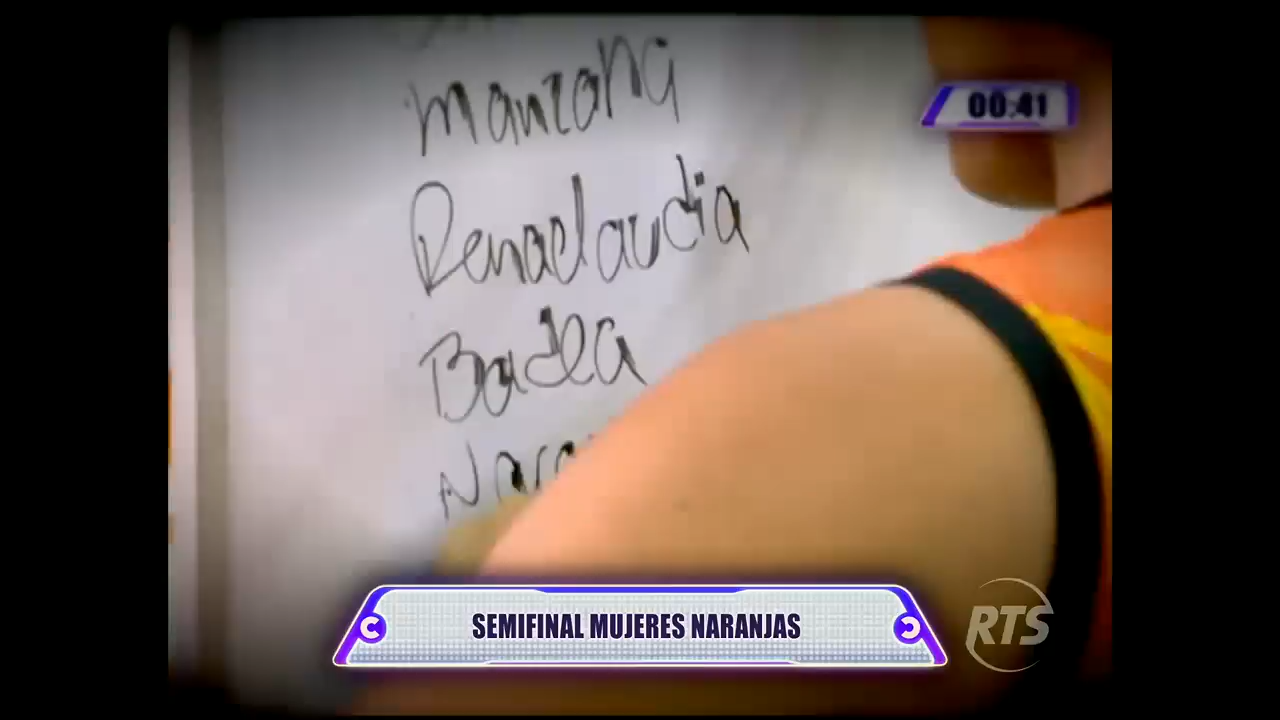 Manzana
00:41
Renaclaudia
Badea
SEMIFINAL MUJERES NARANJAS
RTS